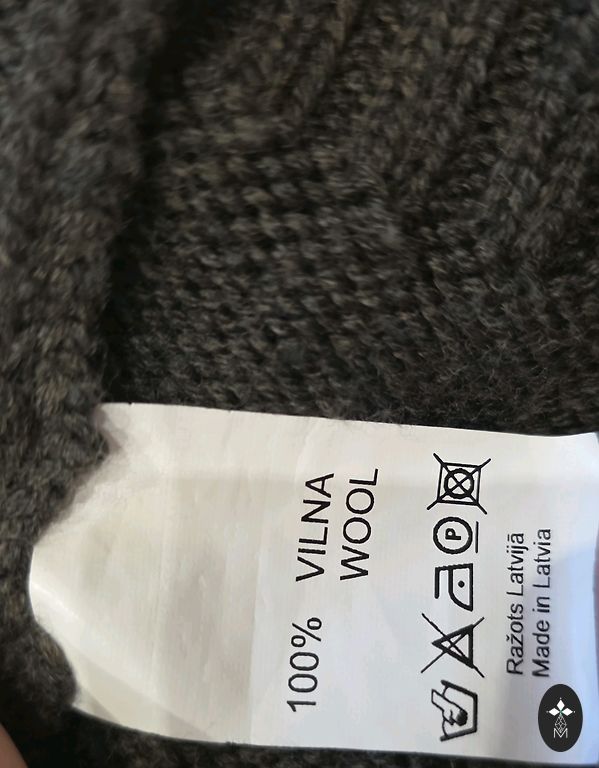 100% VILNA
WOOL
P
Ražots Latvijā
Made in Latvia
M